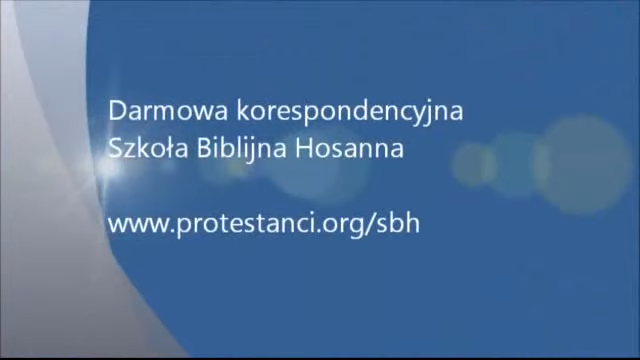 Darmowa korespondencyjna
Szkoła Biblijna Hosanna
www.protestanci.org/sbh